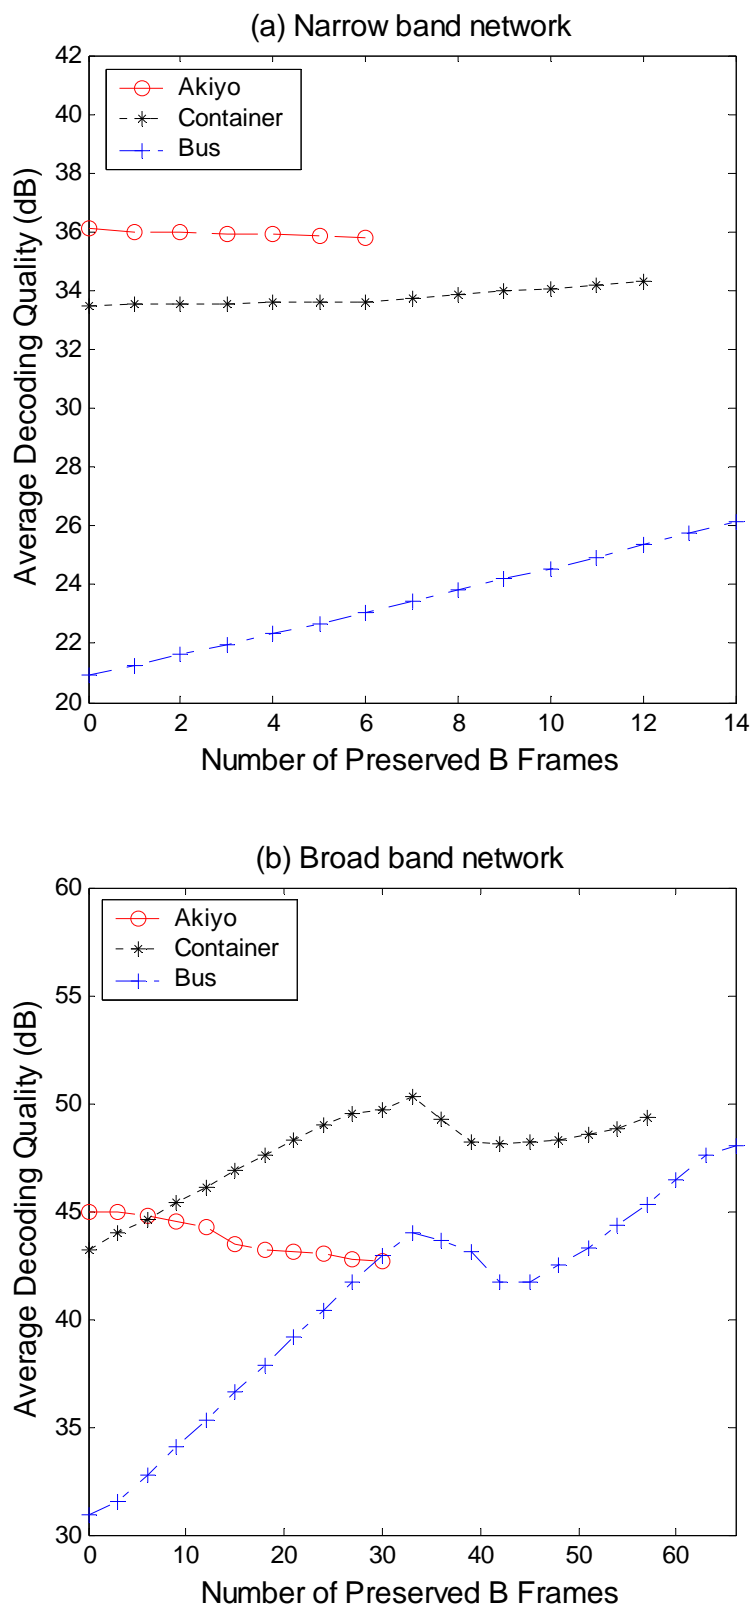 (a) Narrow band network
Akiyo
Container
Bus
Average Decoding Quality (dB)
42
40
38
36
34
32
30
28
26
24
22
20
0 2 4 6 8 10 12 14
Number of Preserved B Frames
(b) Broad band network
Akiyo
Container
Bus
Average Decoding Quality (dB)
60
55
50
45
40
35
30
0 10 20 30 40 50 60
Number of Preserved B Frames